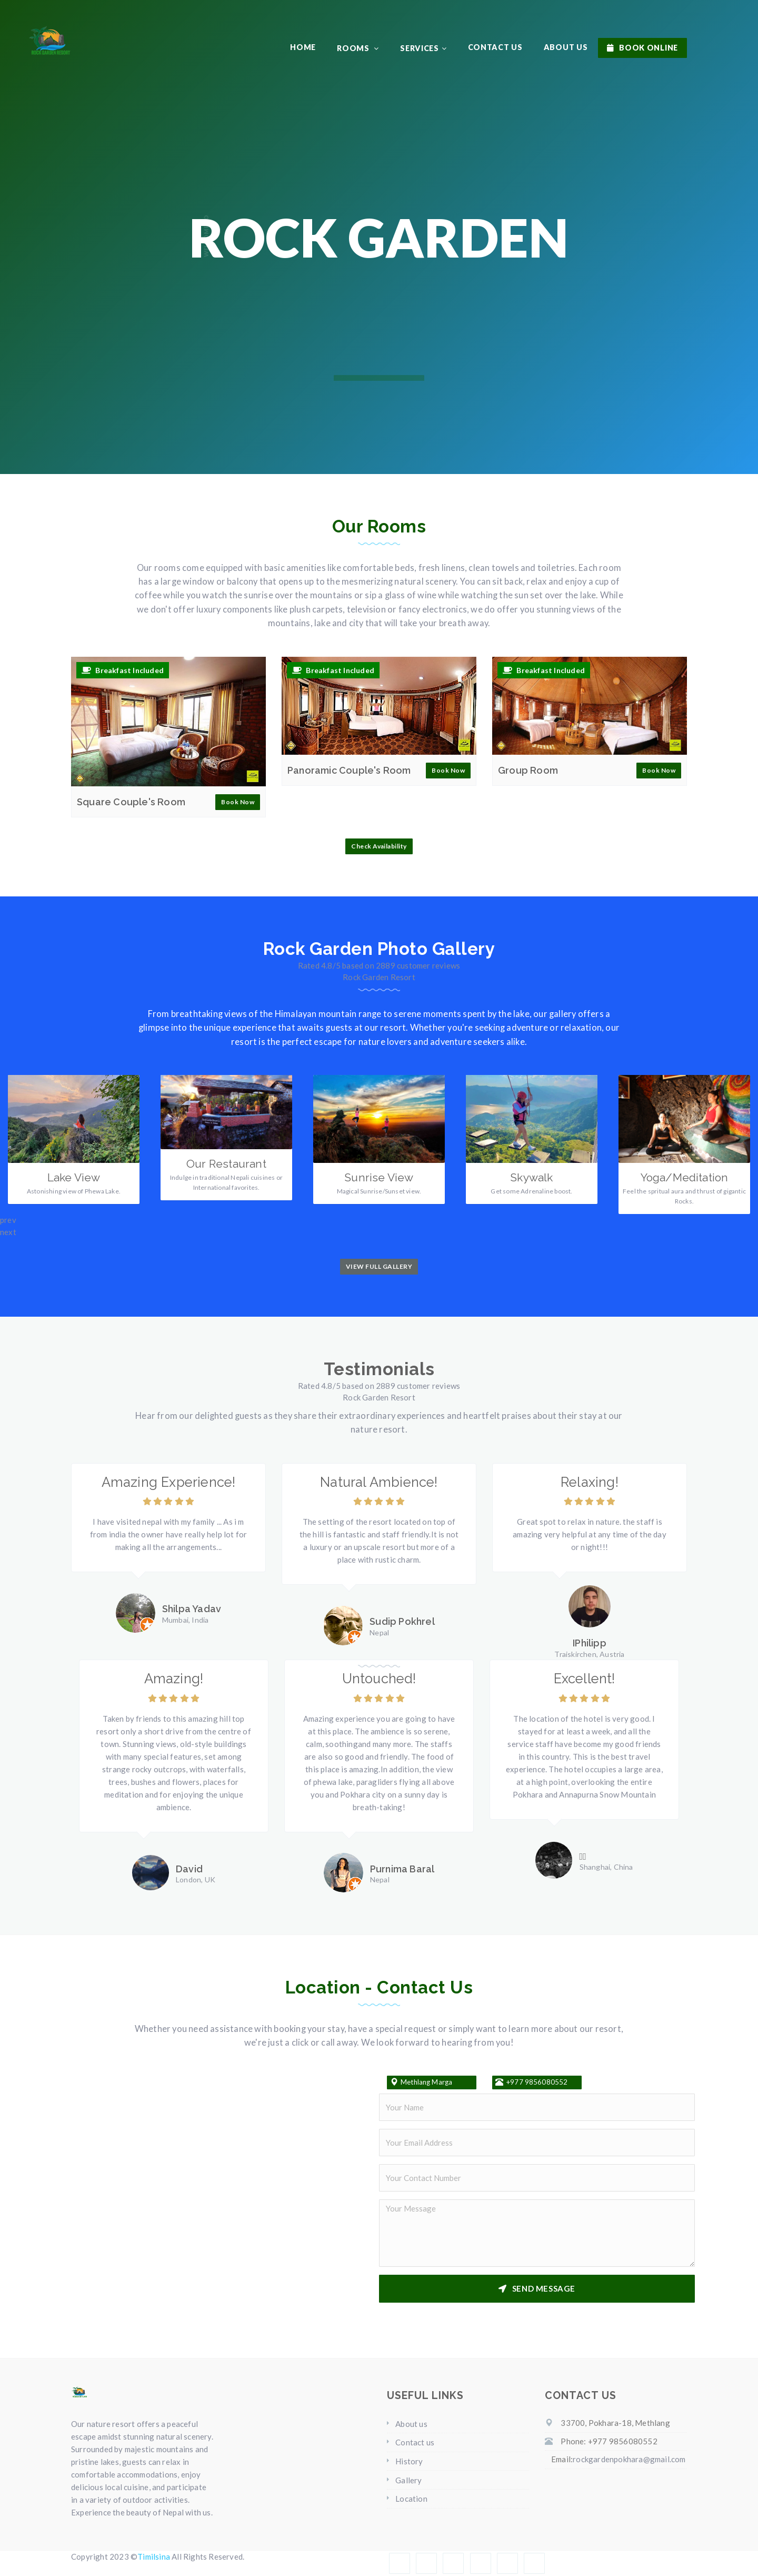 HOME
ROOMS
SERVICES
CONTACT US
ABOUT US
BOOK ONLINE
ROCK GARDEN
Our Rooms
Our rooms come equipped with basic amenities like comfortable beds, fresh linens, clean towels and toiletries. Each room
has a large window or balcony that opens up to the mesmerizing natural scenery. You can sit back, relax and enjoy a cup of
coffee while you watch the sunrise over the mountains or sip a glass of wine while watching the sun set over the lake. While
we don't offer luxury components like plush carpets, television or fancy electronics, we do offer you stunning views of the
mountains, lake and city that will take your breath away.
Breakfast Included
Square Couple's Room
Book Now
Breakfast Included
Panoramic Couple's Room
Book Now
Breakfast Included
Group Room
Book Now
Check Availability
Rock Garden Photo Gallery
Rated 4.8/5 based on 2889 customer reviews
Rock Garden Resort
From breathtaking views of the Himalayan mountain range to serene moments spent by the lake, our gallery offers a
glimpse into the unique experience that awaits guests at our resort. Whether you're seeking adventure or relaxation, our
resort is the perfect escape for nature lovers and adventure seekers alike.
Lake View
Astonishing view of Phewa Lake.
Our Restaurant
Indulge in traditional Nepali cuisines or
International favorites.
Sunrise View
Magical Sunrise/Sunset view.
Skywalk
Get some Adrenaline boost.
Yoga/Meditation
Feel the spritual aura and thrust of gigantic
Rocks.
prev
next
VIEW FULL GALLERY
Testimonials
Rated 4.8/5 based on 2889 customer reviews
Rock Garden Resort
Hear from our delighted guests as they share their extraordinary experiences and heartfelt praises about their stay at our
nature resort.
Amazing Experience!
I have visited nepal with my family ... As i m
from india the owner have really help lot for
making all the arrangements...
Shilpa Yadav
Mumbai, India
Natural Ambience!
The setting of the resort located on top of
the hill is fantastic and staff friendly.It is not
a luxury or an upscale resort but more of a
place with rustic charm.
Sudip Pokhrel
Nepal
Relaxing!
Great spot to relax in nature, the staff is
amazing very helpful at any time of the day
or night!!!
IPhilipp
Traiskirchen, Austria
Amazing!
Taken by friends to this amazing hill top
resort only a short drive from the centre of
town. Stunning views, old-style buildings
with many special features, set among
strange rocky outcrops, with waterfalls,
trees, bushes and flowers, places for
meditation and for enjoying the unique
ambience.
David
London, UK
Untouched!
Amazing experience you are going to have
at this place. The ambience is so serene,
calm, soothingand many more. The staffs
are also so good and friendly. The food of
this place is amazing.In addition, the view
of phewa lake, paragliders flying all above
you and Pokhara city on a sunny day is
breath-taking!
Purnima Baral
Nepal
Excellent!
The location of the hotel is very good. I
stayed for at least a week, and all the
service staff have become my good friends
in this country. This is the best travel
experience. The hotel occupies a large area,
at a high point, overlooking the entire
Pokhara and Annapurna Snow Mountain
Shanghai, China
Location - Contact Us
Whether you need assistance with booking your stay, have a special request or simply want to learn more about our resort,
we're just a click or call away. We look forward to hearing from you!
Methlang Marga
+977 9856080552
Your Name
Your Email Address
Your Contact Number
Your Message
SEND MESSAGE
Our nature resort offers a peaceful
escape amidst stunning natural scenery.
Surrounded by majestic mountains and
pristine lakes, guests can relax in
comfortable accommodations, enjoy
delicious local cuisine, and participate
in a variety of outdoor activities.
Experience the beauty of Nepal with us.
USEFUL LINKS
About us
Contact us
History
Gallery
Location
CONTACT US
33700, Pokhara-18, Methlang
Phone: +977 9856080552
Email:rockgardenpokhara@gmail.com
Copyright 2023 ©Timilsina All Rights Reserved.